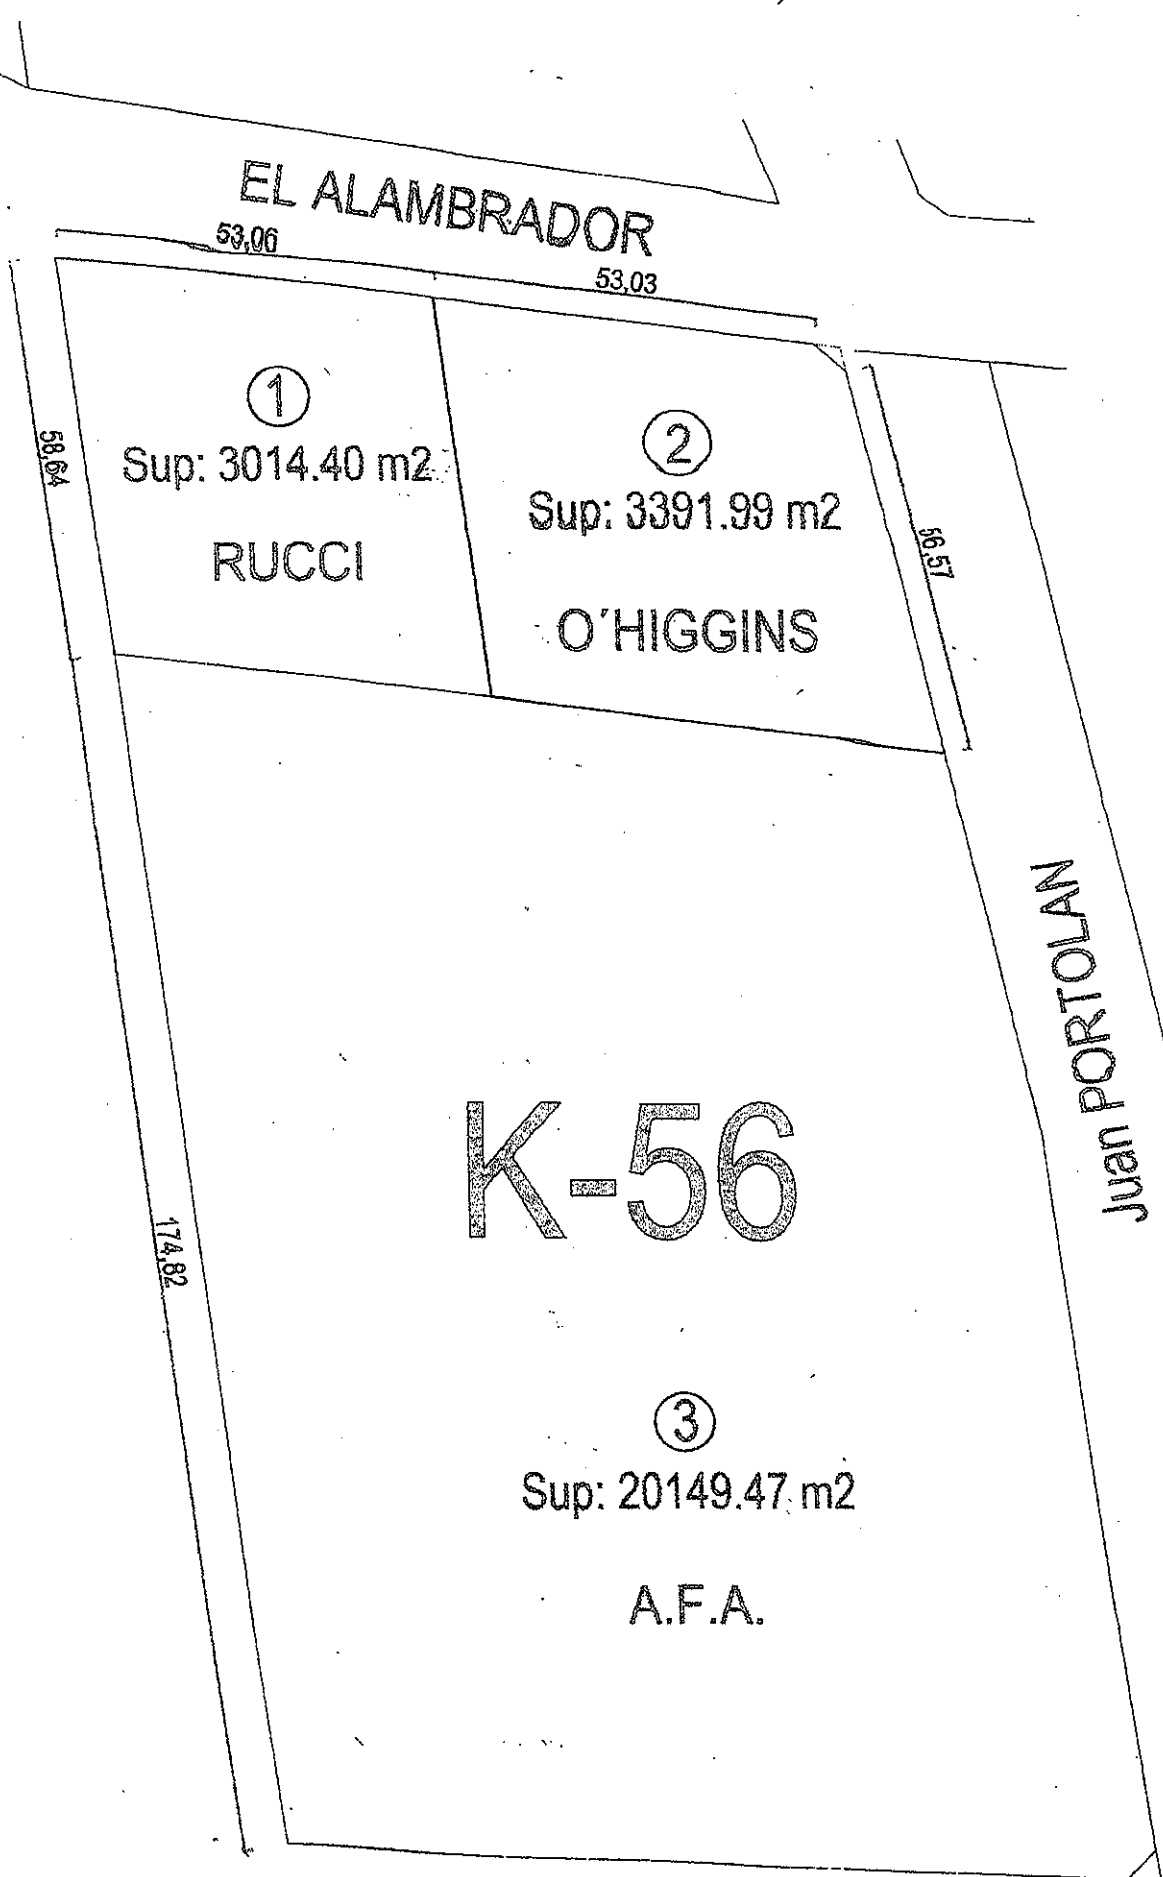 EL ALAMBRADOR
53,06
53,03
1
Sup: 3014.40 m2
RUCCI
2
Sup: 3391.99 m2
O´HIGGINS
58,64
56,57
Juan PORTOLAN
K-56
174,82
3
Sup: 20149.47 m2
A.F.A.